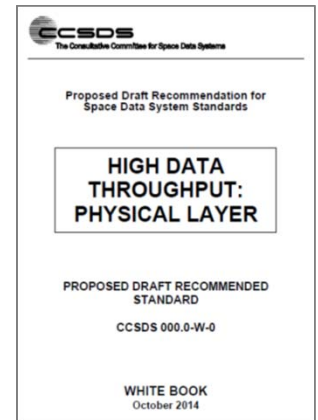 CCSDS
The Consultative Committee for Space Data Systems
Proposed Draft Recommendation for
Space Data System Standards
HIGH DATA
THROUGHPUT:
PHYSICAL LAYER
PROPOSED DRAFT RECOMMENDED
STANDARD
CCSDS 000.0-W-0
WHITE BOOK
October 2014